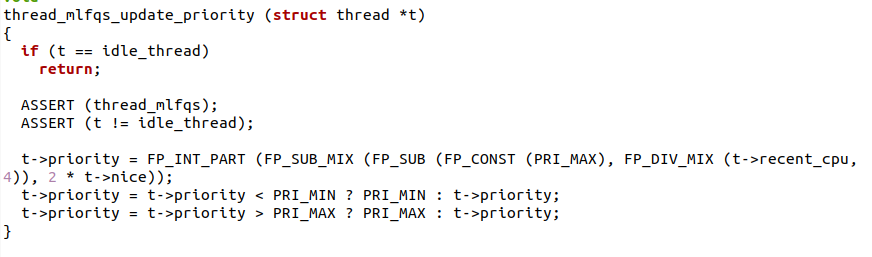 thread_mlfqs_update_priority (struct thread *t)
{
  if (t == idle_thread)
    return;

  ASSERT (thread_mlfqs);
  ASSERT (t != idle_thread);

  t->priority = FP_INT_PART (FP_SUB_MIX (FP_SUB (FP_CONST (PRI_MAX), FP_DIV_MIX (t->recent_cpu,
4)), 2 * t->nice));
  t->priority = t->priority < PRI_MIN ? PRI_MIN : t->priority;
  t->priority = t->priority > PRI_MAX ? PRI_MAX : t->priority;
}